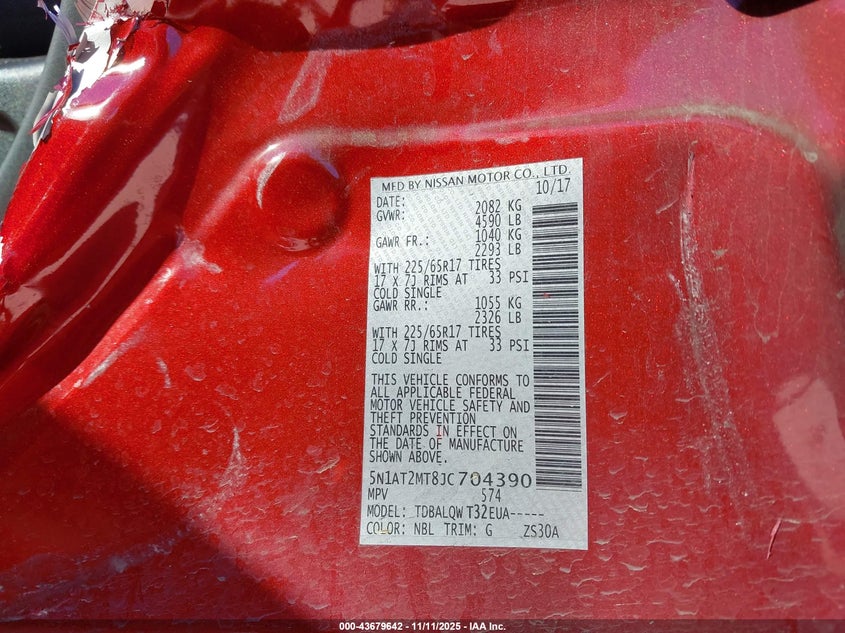 MFD BY NISSAN MOTOR CO., LTD.
DATE: 10/17
GVWR: 2082 KG
4590 LB
GAWR FR.: 1040 KG
2293 LB
WITH 225/65R17 TIRES
17 X 7J RIMS AT 33 PSI
COLD SINGLE
GAWR RR.: 1055 KG
2326 LB
WITH 225/65R17 TIRES
17 X 7J RIMS AT 33 PSI
COLD SINGLE
THIS VEHICLE CONFORMS TO
ALL APPLICABLE FEDERAL
MOTOR VEHICLE SAFETY AND
THEFT PREVENTION
STANDARDS IN EFFECT ON
THE DATE OF MANUFACTURE
SHOWN ABOVE.
5N1AT2MT8JC704390
MPV 574
MODEL: TDBALQW T32EUA-----
COLOR: NBL TRIM: G ZS30A
000-43679642 - 11/11/2025 - IAA Inc.